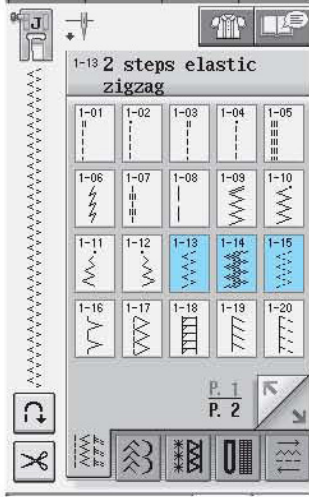 J
1-13 2 steps elastic
zigzag
1-01 1-02 1-03 1-04 1-05
1-06 1-07 1-08 1-09 1-10
1-11 1-12 1-13 1-14 1-15
1-16 1-17 1-18 1-19 1-20
P. 1
P. 2